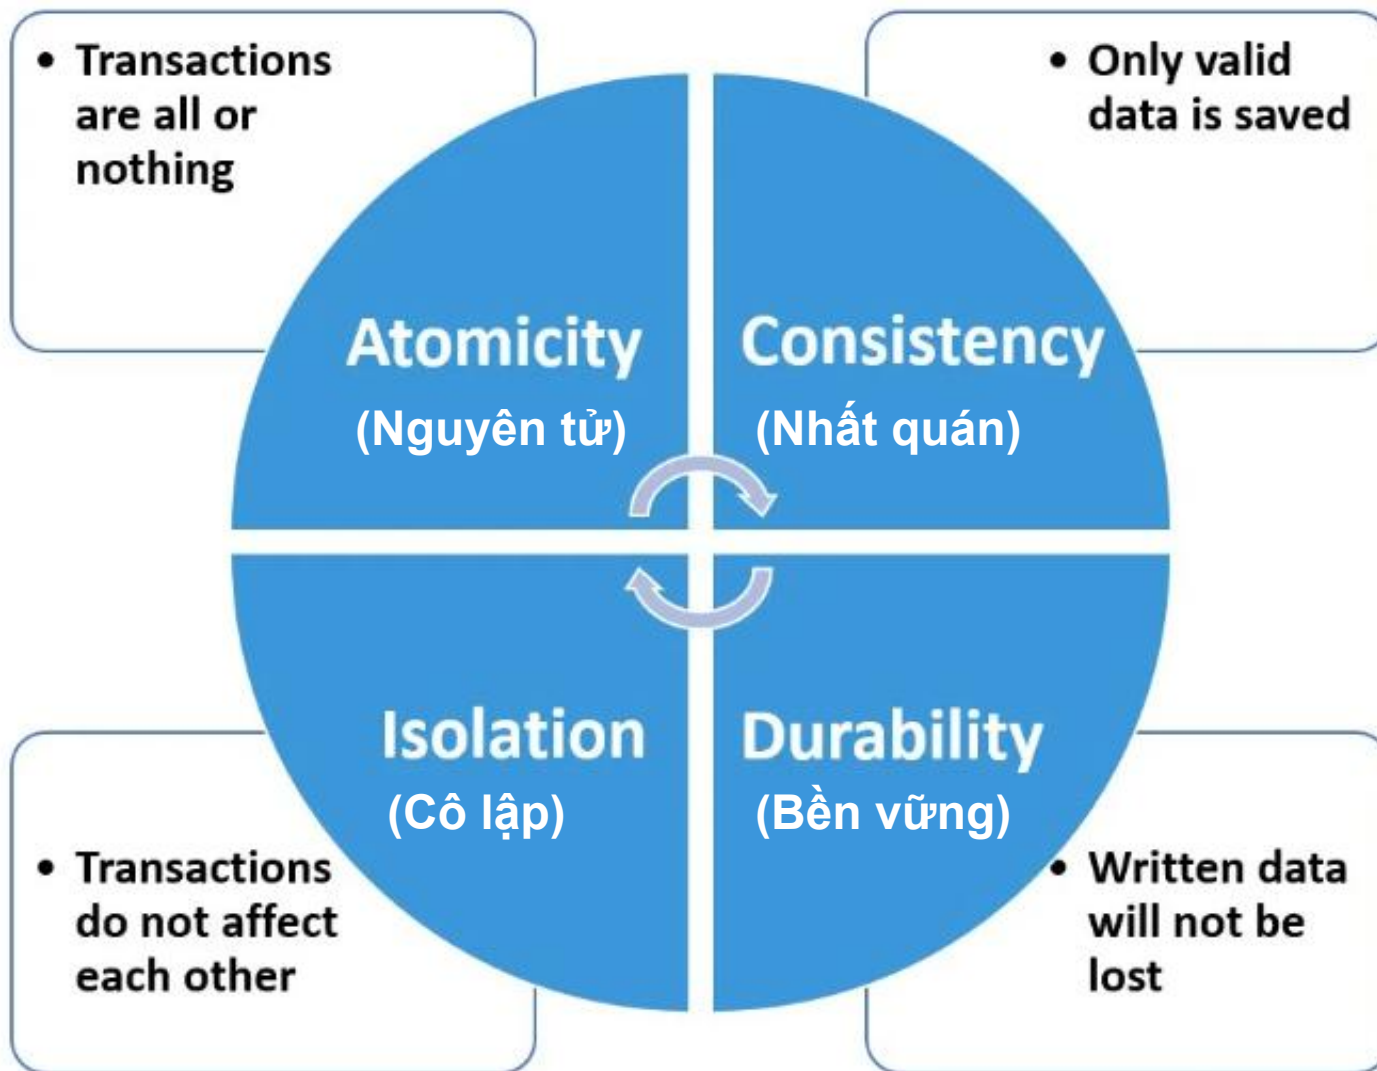 • Transactions
are all or
nothing
• Only valid
data is saved
Atomicity
(Nguyên tử)
Consistency
(Nhất quán)
Isolation
(Cô lập)
Durability
(Bền vững)
• Transactions
do not affect
each other
• Written data
will not be
lost